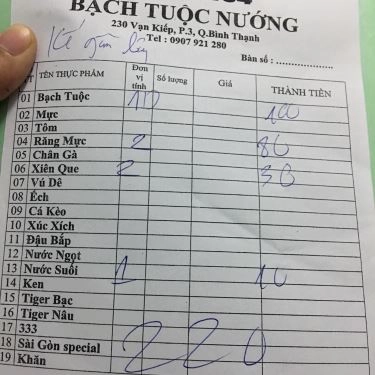 BẠCH TUỘC NƯỚNG
230 Vạn Kiếp, P.3, Q.Bình Thạnh
Tel : 0907 921 280
Bàn số : ....................
TÊN THỰC PHẨM Đơn vị tính Số lượng Giá THÀNH TIỀN
01 Bạch Tuộc 1Đ 100
02 Mực
03 Tôm
04 Răng Mực 2 80
05 Chân Gà
06 Xiên Que 2 30
07 Vú Dê
08 Ếch
09 Cá Kèo
10 Xúc Xích
11 Đậu Bắp
12 Nước Ngọt
13 Nước Suối 1 10
14 Ken
15 Tiger Bạc
16 Tiger Nâu
17 333
18 Sài Gòn special
19 Khăn
220